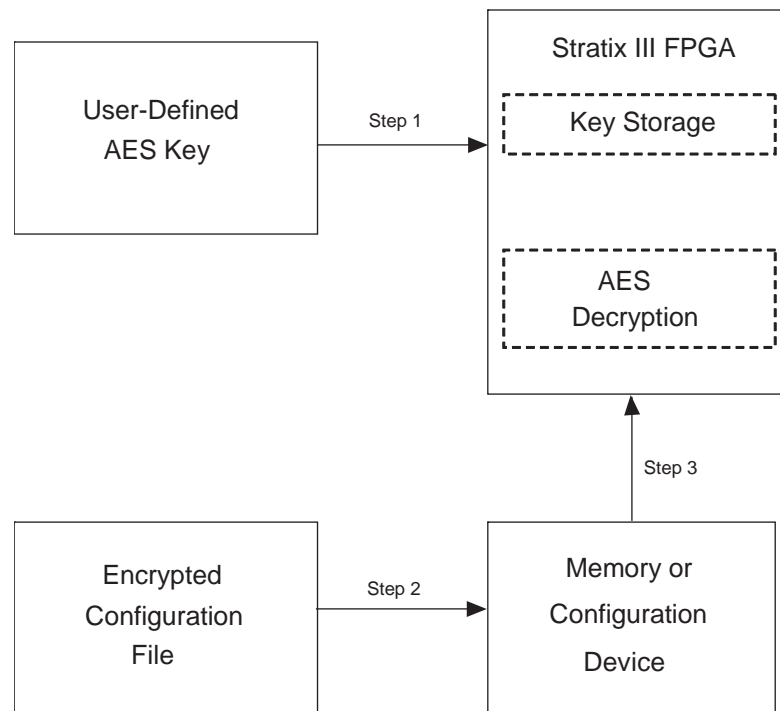 User-Defined
AES Key
Step 1
Stratix III FPGA
Key Storage
AES
Decryption
Step 3
Encrypted
Configuration
File
Step 2
Memory or
Configuration
Device